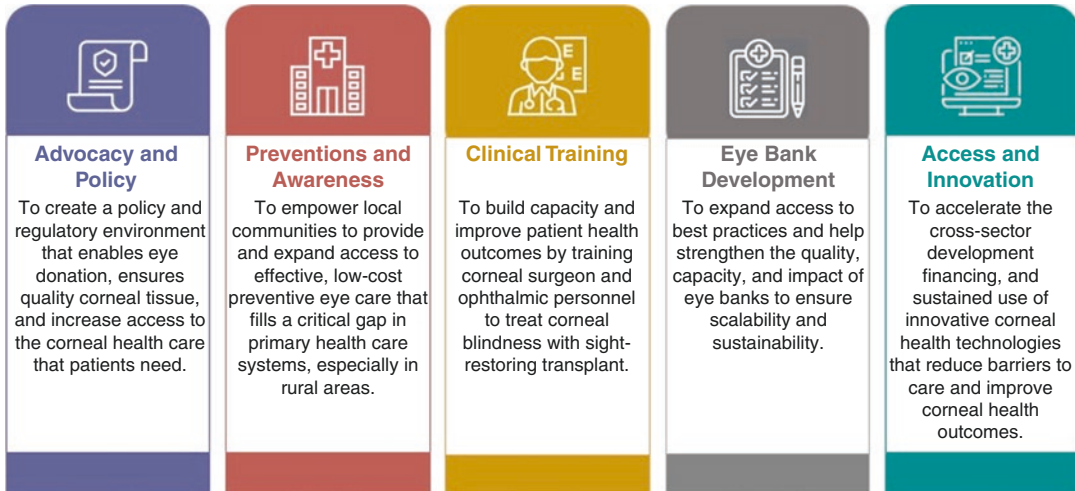 Advocacy and
Policy
To create a policy and
regulatory environment
that enables eye
donation, ensures
quality corneal tissue,
and increase access to
the corneal health care
that patients need.
Preventions and
Awareness
To empower local
communities to provide
and expand access to
effective, low-cost
preventive eye care that
fills a critical gap in
primary health care
systems, especially in
rural areas.
E
E
Clinical Training
To build capacity and
improve patient health
outcomes by training
corneal surgeon and
ophthalmic personnel
to treat corneal
blindness with sight-
restoring transplant.
Eye Bank
Development
To expand access to
best practices and help
strengthen the quality,
capacity, and impact of
eye banks to ensure
scalability and
sustainability.
Access and
Innovation
To accelerate the
cross-sector
development
financing, and
sustained use of
innovative corneal
health technologies
that reduce barriers to
care and improve
corneal health
outcomes.